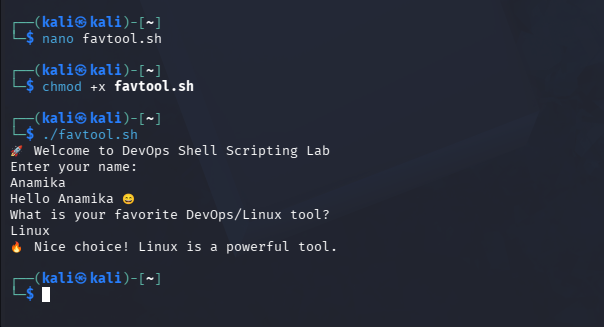 ┌──(kali㉿kali)-[~]
└─$ nano favtool.sh
┌──(kali㉿kali)-[~]
└─$ chmod +x favtool.sh
┌──(kali㉿kali)-[~]
└─$ ./favtool.sh
🚀 Welcome to DevOps Shell Scripting Lab
Enter your name:
Anamika
Hello Anamika 😄
What is your favorite DevOps/Linux tool?
Linux
🔥 Nice choice! Linux is a powerful tool.
┌──(kali㉿kali)-[~]
└─$